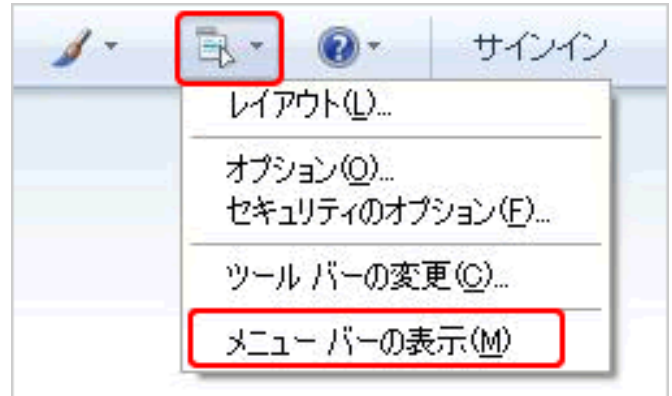 サインイン
レイアウト(L)...
オプション(O)...
セキュリティのオプション(F)...
ツール バーの変更(C)...
メニュー バーの表示(M)